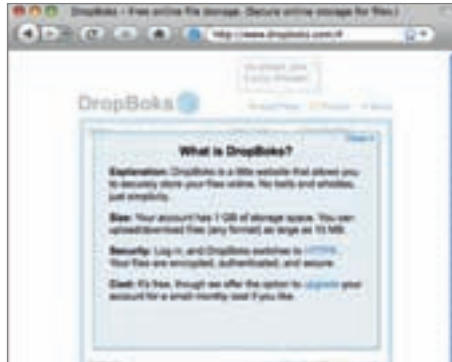 DropBoks - Free online file storage. (Secure online storage for files.)
http://www.dropboks.com/#
DropBoks
What is DropBoks?
Explanation: DropBoks is a little website that allows you
to securely store your files online. No bells and whistles,
just simplicity.
Size: Your account has 1 GB of storage space. You can
upload/download files (any format) as large as 50 MB.
Security: Log in, and DropBoks switches to HTTPS.
Your files are encrypted, authenticated, and secure.
Cost: It's free, though we offer the option to upgrade your
account for a small monthly cost if you like.